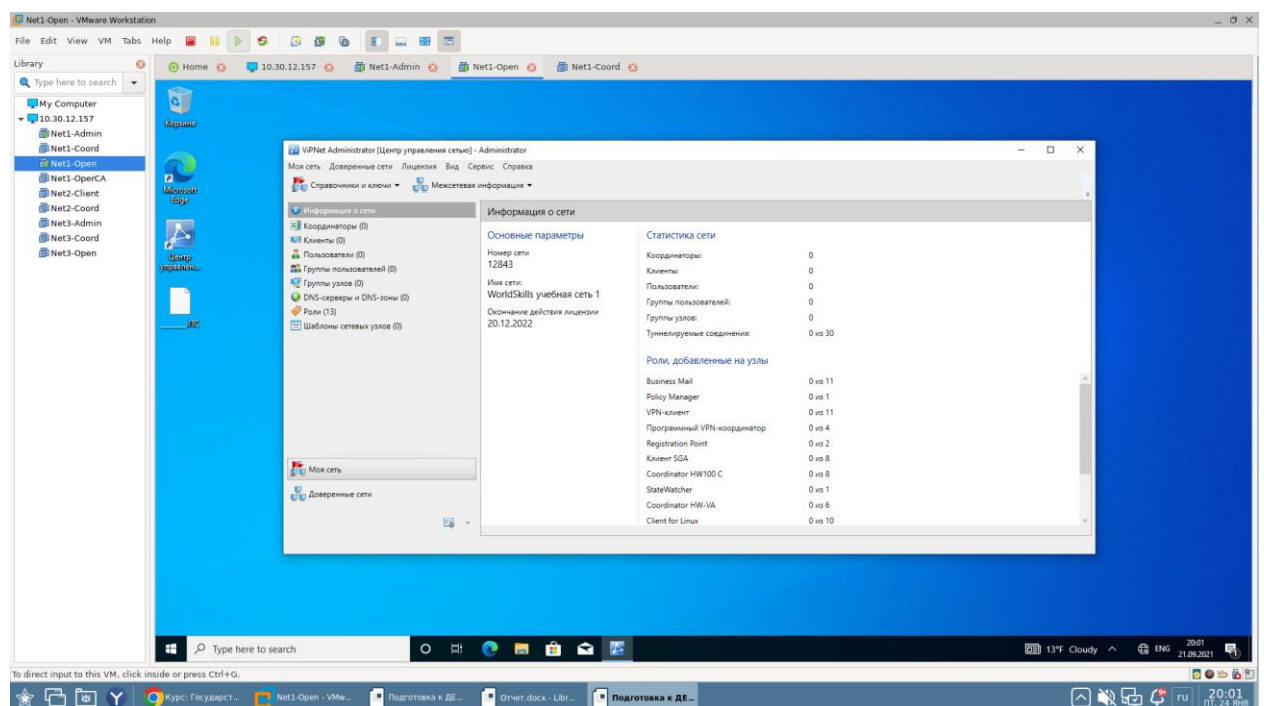 Net1-Open - VMware Workstation
File Edit View VM Tabs Help
Library
Type here to search
My Computer
10.30.12.157
Net1-Admin
Net1-Coord
Net1-Open
Net1-OperCA
Net2-Client
Net2-Coord
Net3-Admin
Net3-Coord
Net3-Open
Home 10.30.12.157 Net1-Admin Net1-Open Net1-Coord
Корзина
Microsoft Edge
Центр управлен...
ViPNet Administrator [Центр управления сетью] - Administrator
Моя сеть Доверенные сети Лицензия Вид Сервис Справка
Справочники и ключи Межсетевая информация
Информация о сети
Координаторы (0)
Клиенты (0)
Пользователи (0)
Группы пользователей (0)
Группы узлов (0)
DNS-серверы и DNS-зоны (0)
Роли (13)
Шаблоны сетевых узлов (0)
Моя сеть
Доверенные сети
Информация о сети
Основные параметры
Номер сети
12843
Имя сети:
WorldSkills учебная сеть 1
Окончание действия лицензии
20.12.2022
Статистика сети
Координаторы: 0
Клиенты: 0
Пользователи: 0
Группы пользователей: 0
Группы узлов: 0
Туннелируемые соединения: 0 из 30
Роли, добавленные на узлы
Business Mail 0 из 11
Policy Manager 0 из 1
VPN-клиент 0 из 11
Программный VPN-координатор 0 из 4
Registration Point 0 из 2
Клиент SGA 0 из 8
Coordinator HW100 C 0 из 8
StateWatcher 0 из 1
Coordinator HW-VA 0 из 6
Client for Linux 0 из 10
Type here to search
13°F Cloudy ENG 20:01
21.09.2021
To direct input to this VM, click inside or press Ctrl+G.
Курс: Государст... Net1-Open - VMw... Подготовка к ДЕ... Отчет.docx - Libr... Подготовка к ДЕ...
ru 20:01
ПТ, 24 ЯНВ